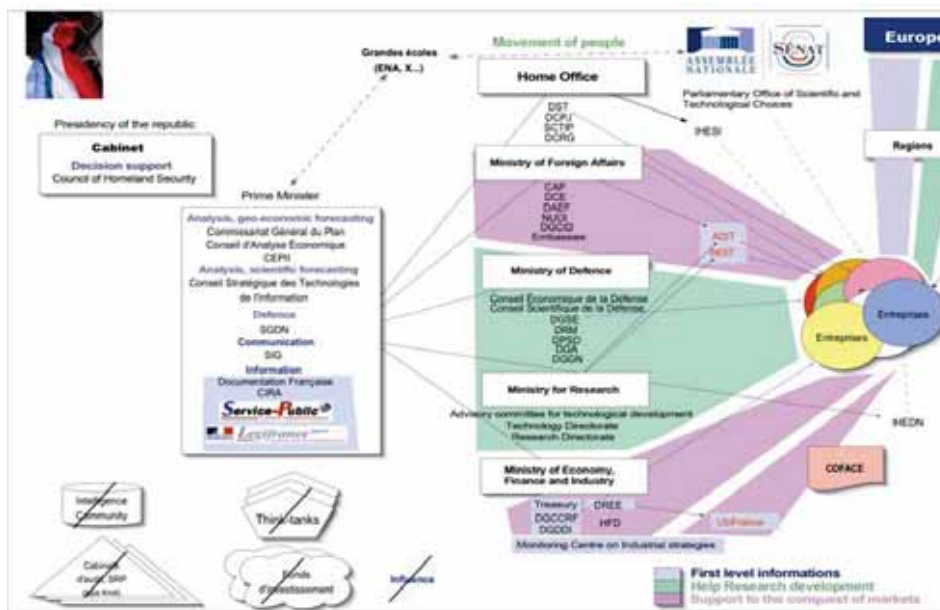 Grandes écoles
(ENA, X...)
Movement of people
ASSEMBLÉE
NATIONALE
SÉNAT
Europe
Parliamentary Office of Scientific and
Technological Choices
Home Office
DST
DCPJ
SCTIP
DCRG
IHESI
Regions
Presidency of the republic
Cabinet
Decision support
Council of Homeland Security
Prime Minister
Analysis, geo-economic forecasting
Commissariat Général du Plan
Conseil d'Analyse Economique
CEPII
Analysis, scientific forecasting
Conseil Stratégique des Technologies
de l'Information
Defence
SGDN
Communication
SIG
Information
Documentation Française
CIRA
Service-Public
Legifrance
Ministry of Foreign Affairs
CAP
DCE
DAEF
NUOI
DGCID
Embassies
ADIT
INIST
Ministry of Defence
Conseil Economique de la Défense
Conseil Scientifique de la Défense,
DGSE
DRM
DPSD
DGA
DGGN
Entreprises
Entreprises
Ministry for Research
Advisory committee for technological development
Technology Directorate
Research Directorate
IHEDN
Ministry of Economy,
Finance and Industry
COFACE
Treasury
DREE
DGCCRF
HFD
DGDDI
UbiFrance
Monitoring Centre on Industrial strategies
Intelligence
Community
Think-tanks
Cabinets
d'audit, SRP
Fonds
d'investissement
Influence
First level informations
Help Research development
Support to the conquest of markets